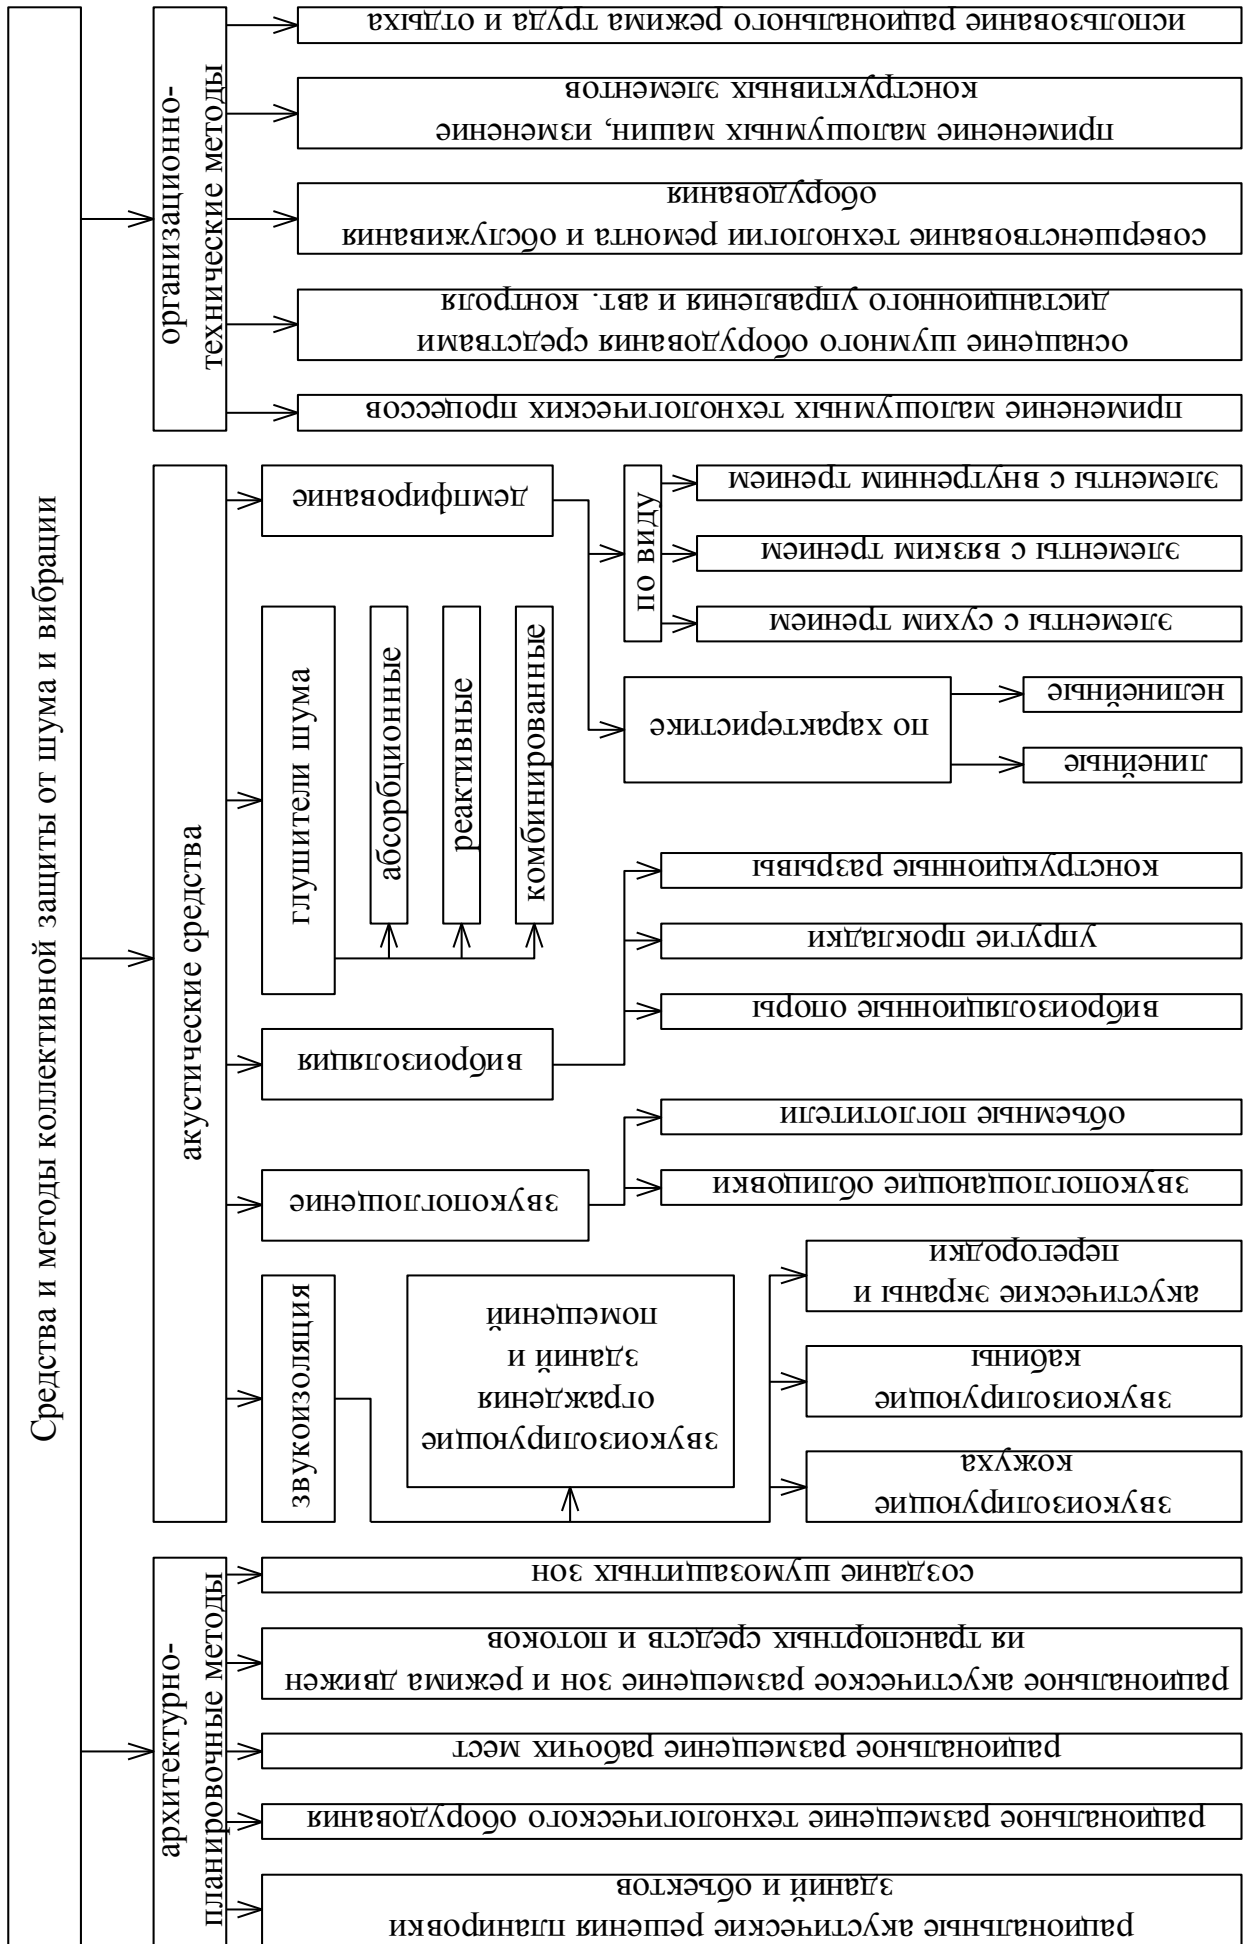 Средства и методы коллективной защиты от шума и вибрации
архитектурно-
планировочные методы
рациональные акустические решения планировки
зданий и объектов
рациональное размещение технологического оборудования
рациональное размещение рабочих мест
рациональное акустическое размещение зон и режима движен
ия транспортных средств и потоков
создание шумозащитных зон
акустические средства
звукоизоляция
звукоизолирующие
ограждения
зданий и
помещений
звукоизолирующие
кожуха
звукоизолирующие
кабины
акустические экраны и
перегородки
звукопоглощение
звукопоглощающие облицовки
объемные поглотители
виброизоляция
виброизоляционные опоры
упругие прокладки
конструкционные разрывы
глушители шума
абсорбционные
реактивные
комбинированные
демпфирование
по характеристике
линейные
нелинейные
по виду
элементы с сухим трением
элементы с вязким трением
элементы с внутренним трением
организационно-
технические методы
применение малошумных технологических процессов
оснащение шумного оборудования средствами
дистанционного управления и авт. контроля
совершенствование технологии ремонта и обслуживания
оборудования
применение малошумных машин, изменение
конструктивных элементов
использование рационального режима труда и отдыха